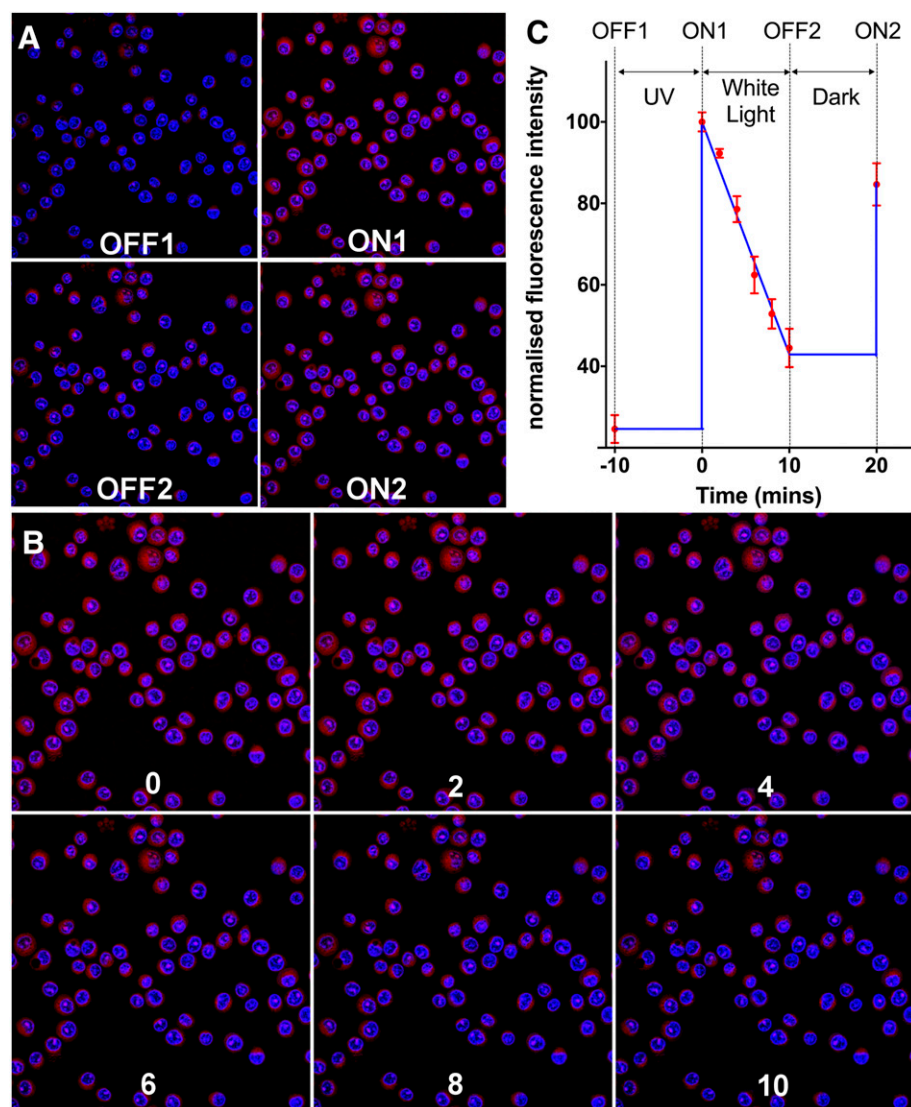 A
OFF1
ON1
OFF2
ON2
C
OFF1 ON1 OFF2 ON2
UV
White
Light
Dark
normalised fluorescence intensity
100
80
60
40
-10 0 10 20
Time (mins)
B
0
2
4
6
8
10